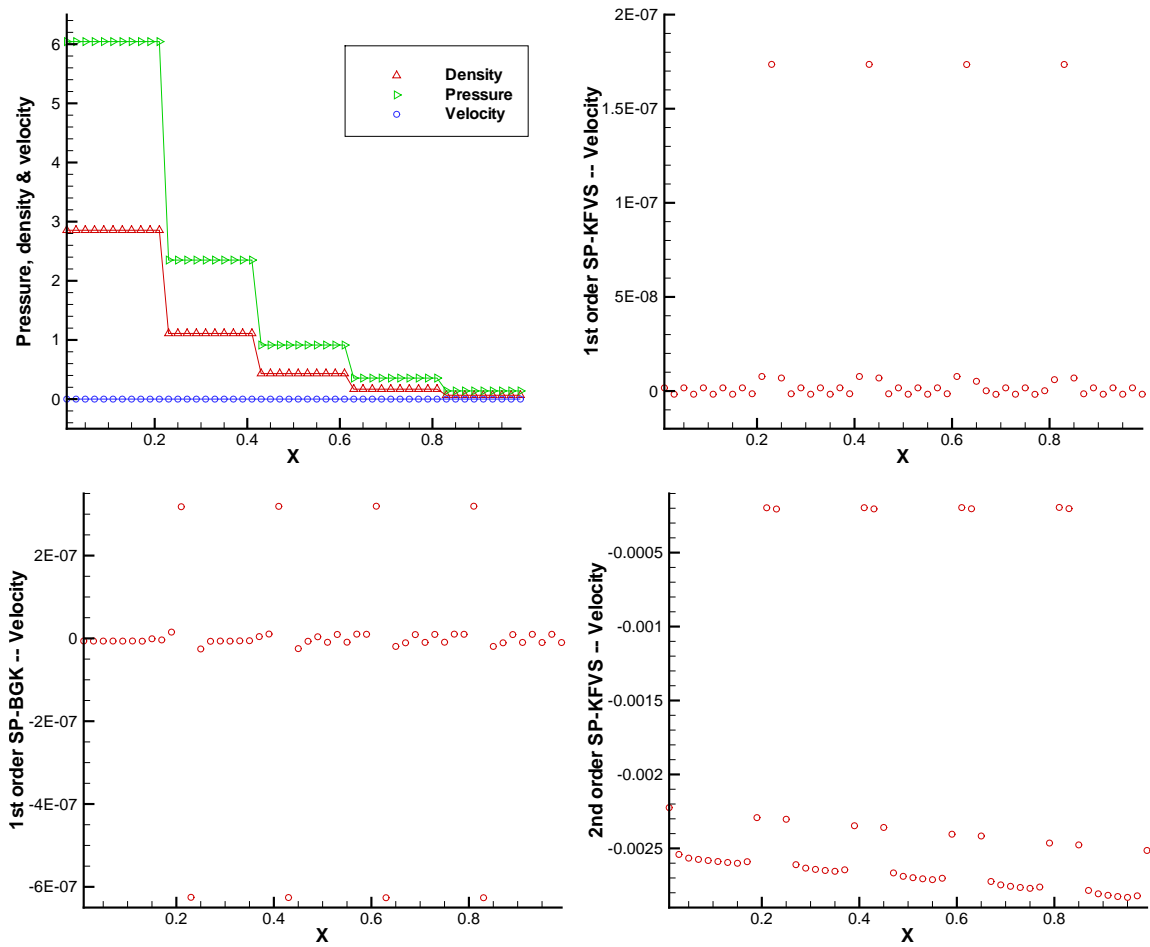 Pressure, density & velocity
6
5
4
3
2
1
0
0.2
0.4
0.6
0.8
X
Density
Pressure
Velocity
1st order SP-KFVS -- Velocity
2E-07
1.5E-07
1E-07
5E-08
0
0.2
0.4
0.6
0.8
X
1st order SP-BGK -- Velocity
2E-07
0
-2E-07
-4E-07
-6E-07
0.2
0.4
0.6
0.8
X
2nd order SP-KFVS -- Velocity
-0.0005
-0.001
-0.0015
-0.002
-0.0025
0.2
0.4
0.6
0.8
X